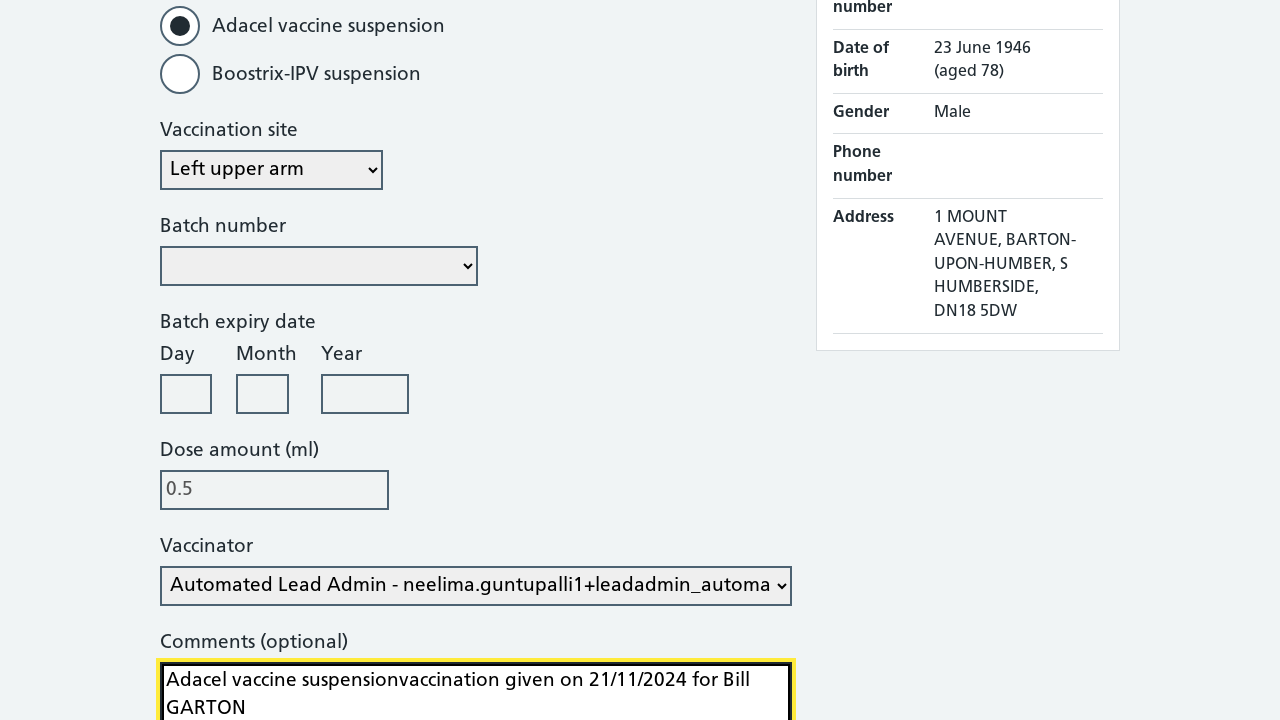 Adacel vaccine suspension
Boostrix-IPV suspension
Vaccination site
Left upper arm
Batch number
Batch expiry date
Day Month Year
Dose amount (ml)
0.5
Vaccinator
Automated Lead Admin - neelima.guntupalli1+leadadmin_automa
Comments (optional)
Adacel vaccine suspensionvaccination given on 21/11/2024 for Bill
GARTON
number
Date of birth
23 June 1946
(aged 78)
Gender Male
Phone
number
Address 1 MOUNT
AVENUE, BARTON-
UPON-HUMBER, S
HUMBERSIDE,
DN18 5DW